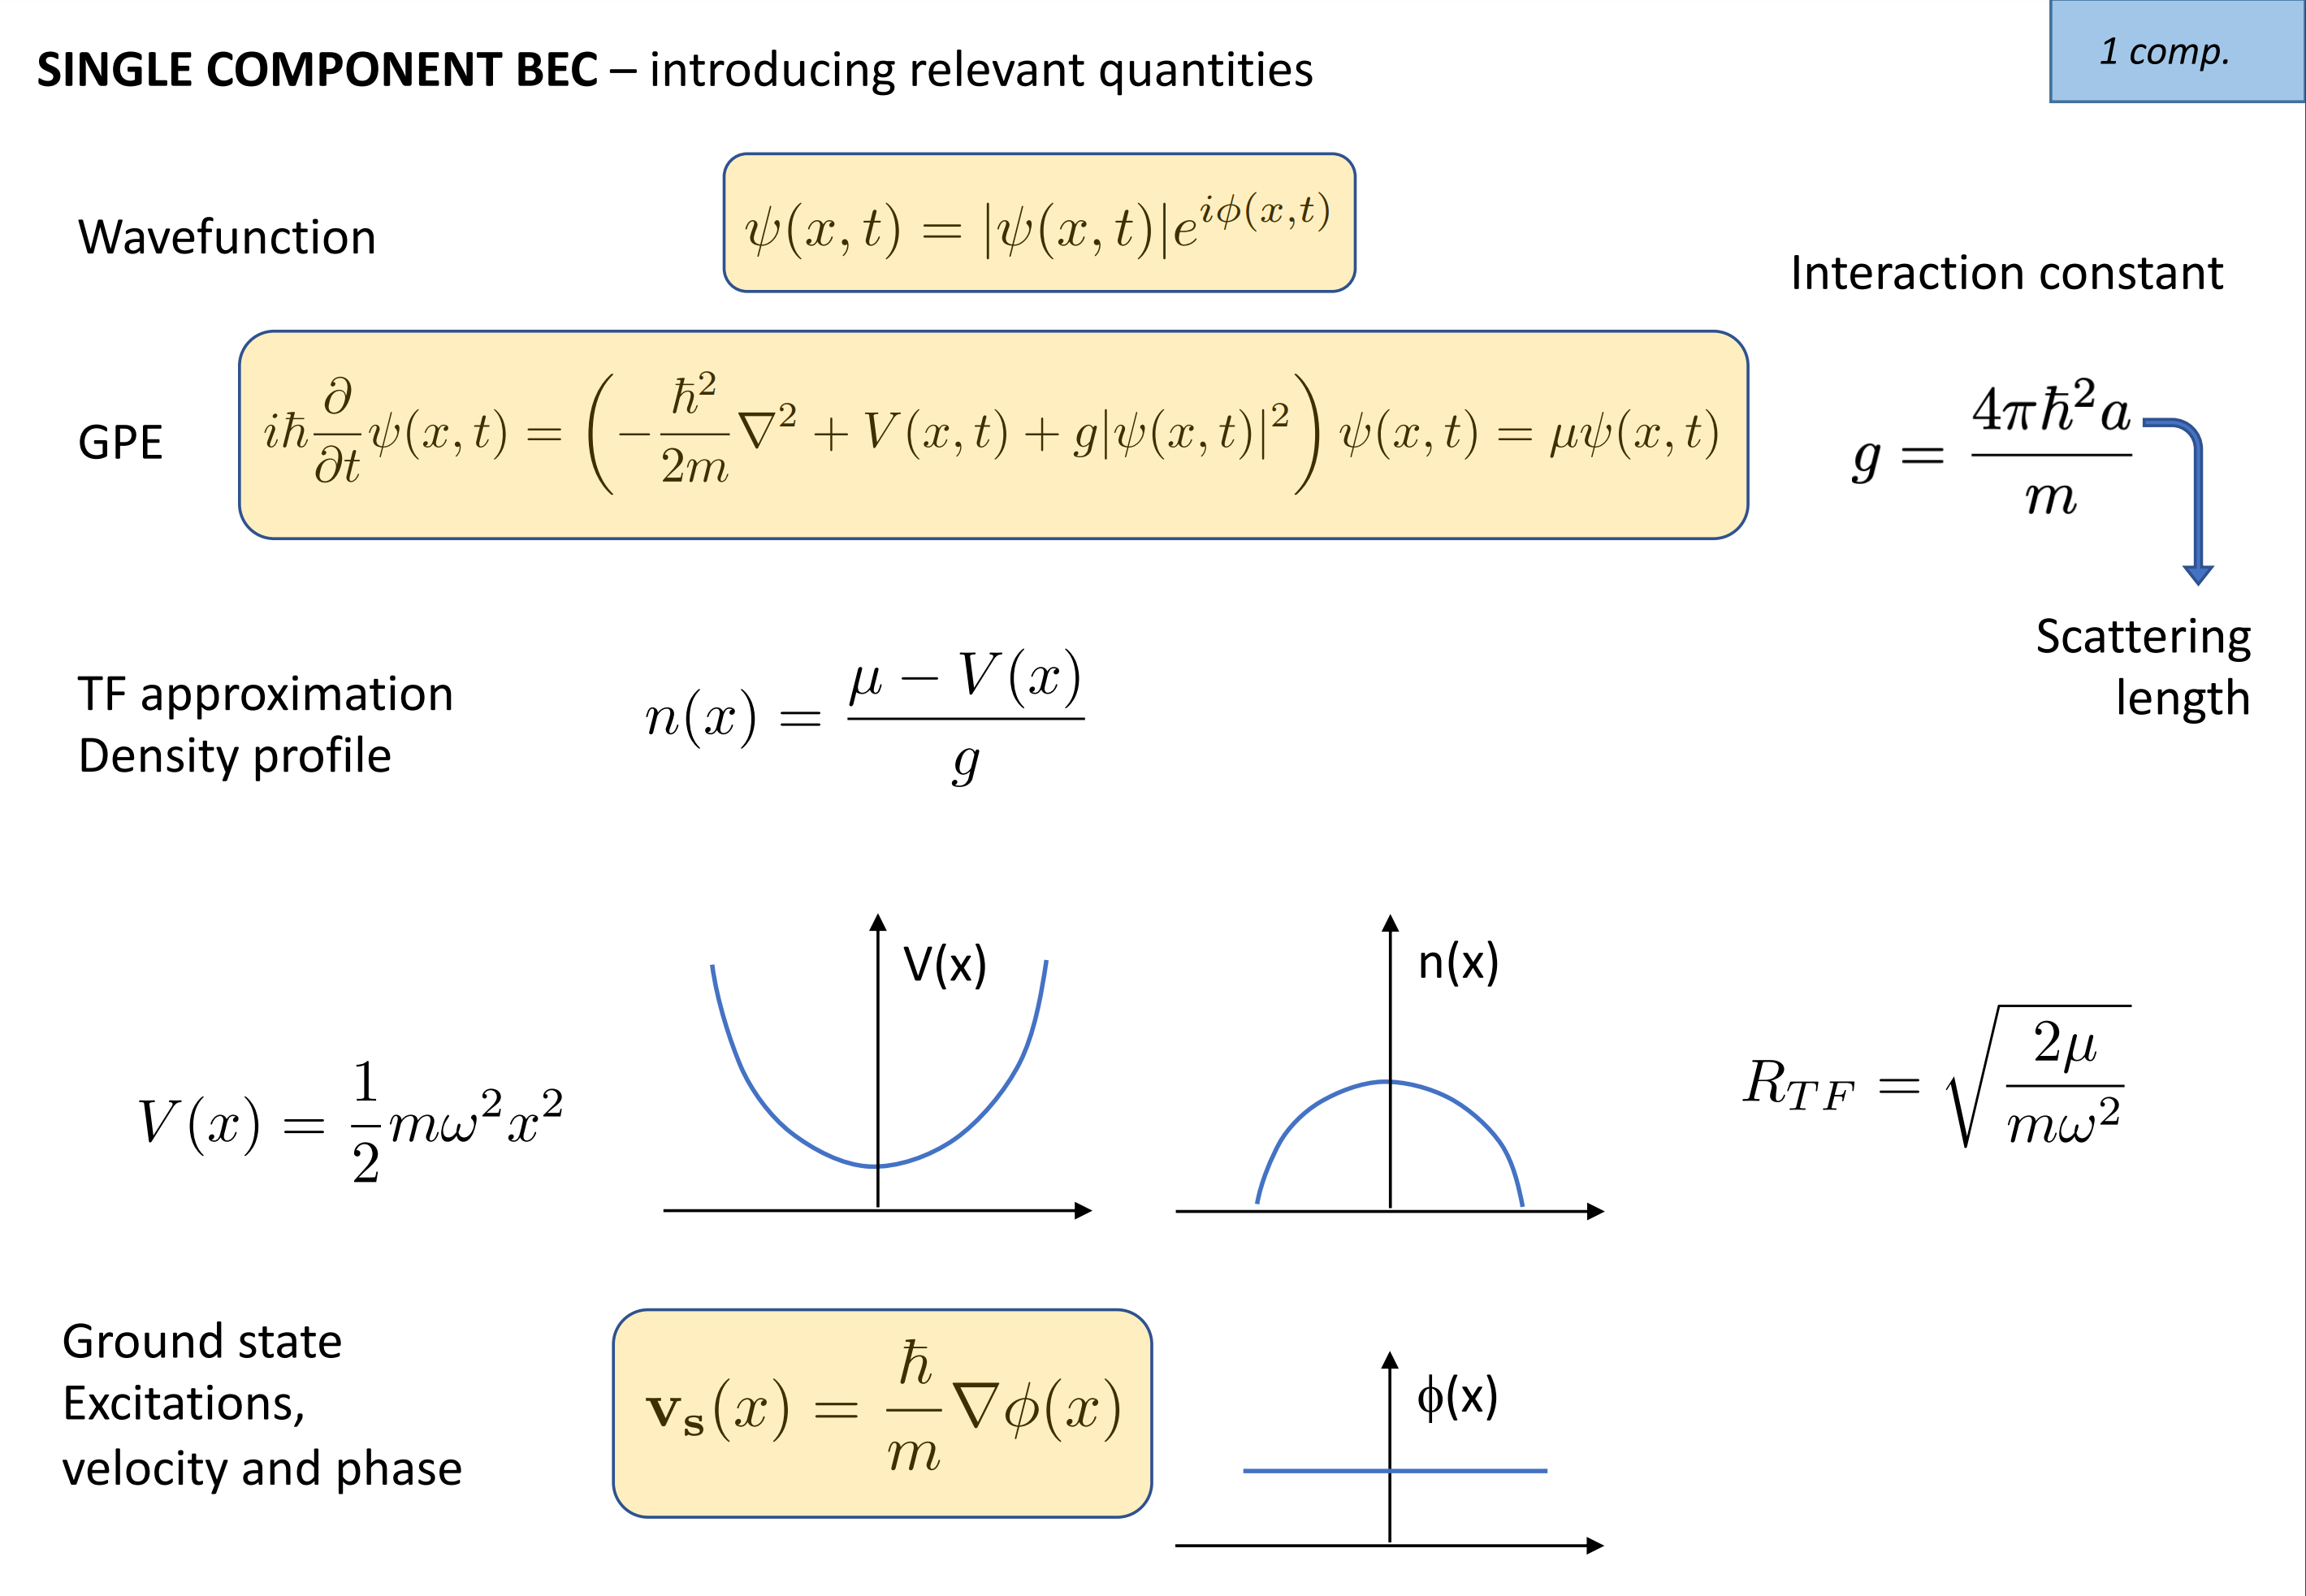 SINGLE COMPONENT BEC – introducing relevant quantities
1 comp.
Wavefunction
ψ(x, t) = |ψ(x, t)|e^{iϕ(x,t)}
Interaction constant
GPE
iħ ∂/∂t ψ(x, t) = ( −ħ²/2m ∇² + V(x, t) + g|ψ(x, t)|² ) ψ(x, t) = μψ(x, t)
g = 4πħ²a / m
Scattering
length
TF approximation
Density profile
n(x) = (μ − V(x)) / g
V(x)
n(x)
V(x) = 1/2 mω²x²
R_{TF} = √(2μ / mω²)
Ground state
Excitations,
velocity and phase
v_s(x) = ħ/m ∇ϕ(x)
ϕ(x)